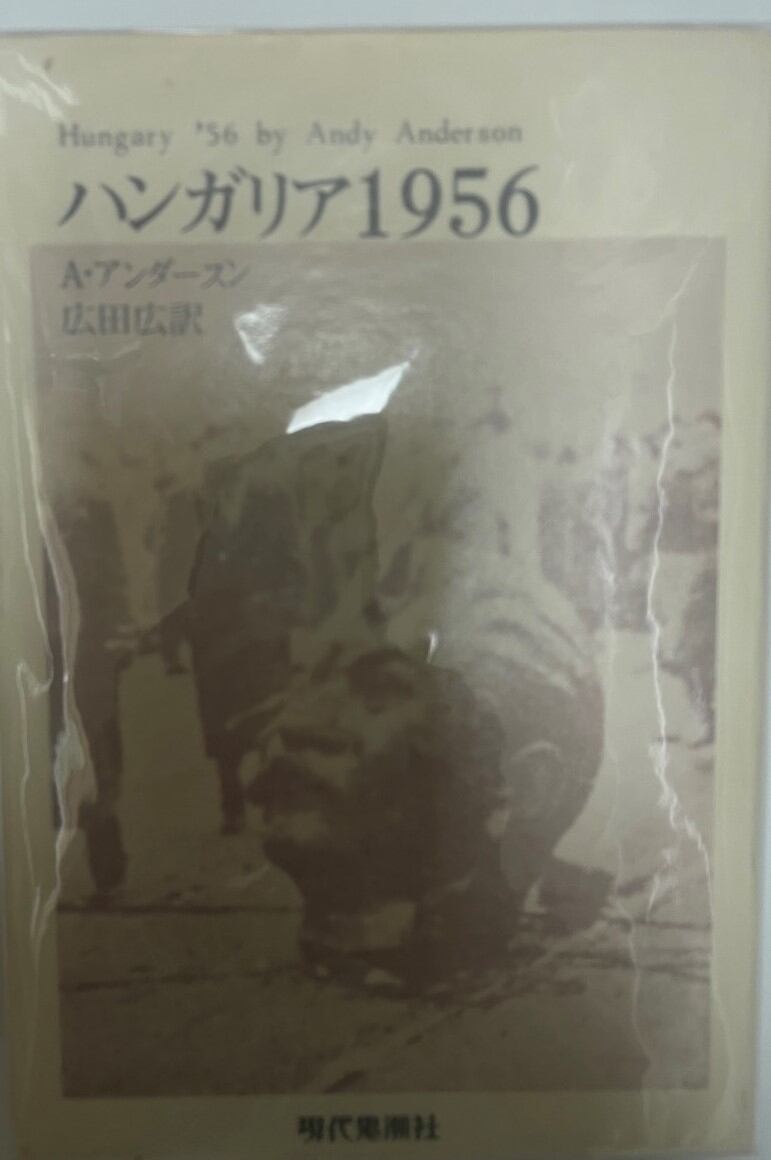 Hungary '56 by Andy Anderson
ハンガリア1956
A・アンダースン
広田広訳
現代思潮社